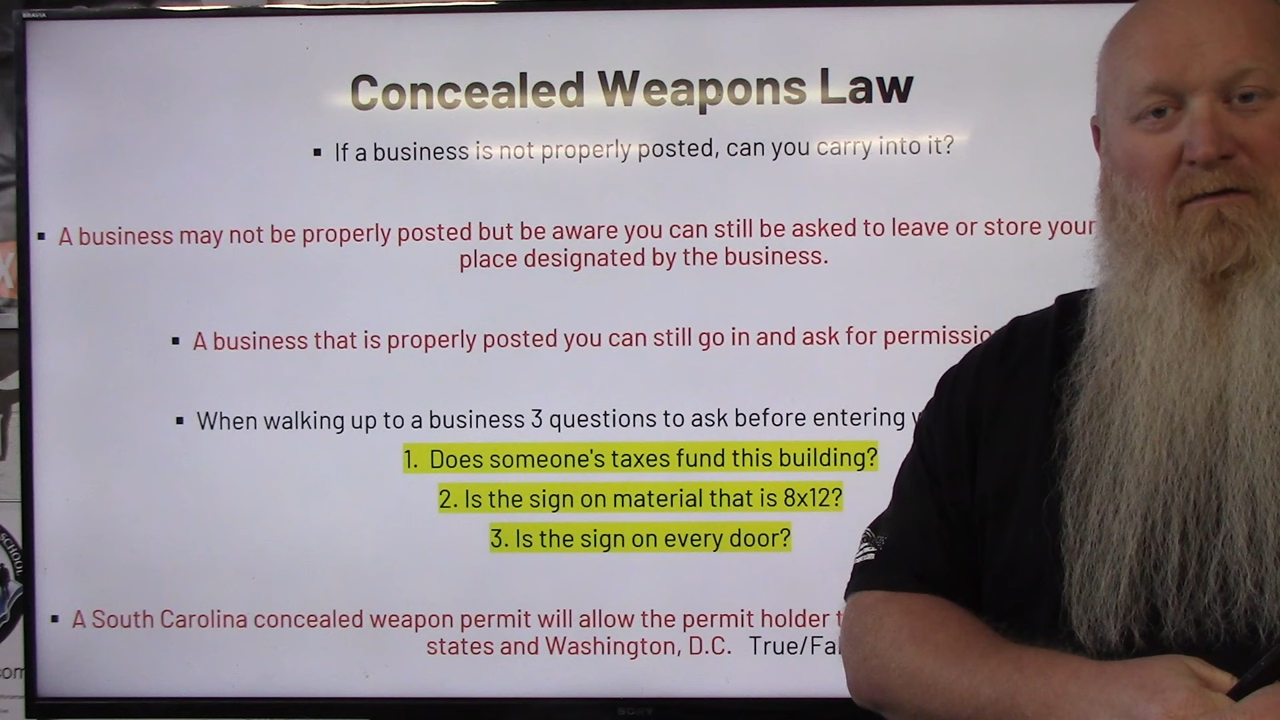 BRAVIA
Concealed Weapons Law
▪ If a business is not properly posted, can you carry into it?
▪ A business may not be properly posted but be aware you can still be asked to leave or store your
place designated by the business.
▪ A business that is properly posted you can still go in and ask for
▪ When walking up to a business 3 questions to ask before entering
1. Does someone's taxes fund this building?
2. Is the sign on material that is 8x12?
3. Is the sign on every door?
▪ A South Carolina concealed weapon permit will allow the permit holder
states and Washington, D.C. True/
SONY
SCHOOL